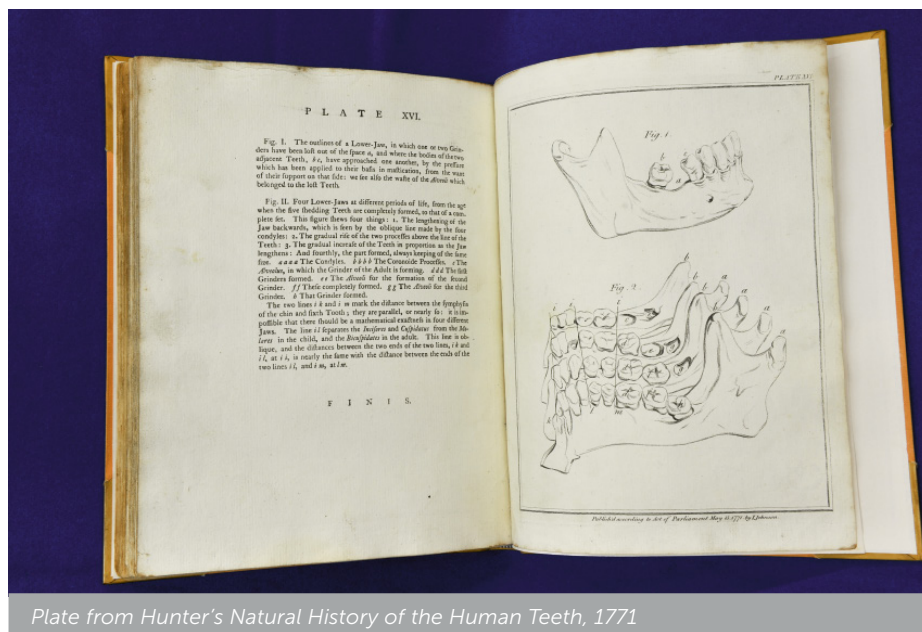 P L A T E XVI.
Fig. I. The outlines of a Lower-Jaw, in which one or two Grin-
ders have been loſt out of the ſpace a, and where the bodies of the two
adjacent Teeth, b c, have approached one another, by the preſſure
which has been applied to their baſis in maſtication, from the want
of their ſupport on that ſide: we ſee alſo the waſte of the Alveoli which
belonged to the loſt Teeth.
Fig. II. Four Lower-Jaws at different periods of life, from the age
when the five ſhedding Teeth are completely formed, to that of a com-
plete ſet. This figure ſhews four things: 1. The lengthening of the
Jaw backwards, which is ſeen by the oblique line made by the four
condyles: 2. The gradual riſe of the two proceſſes above the line of the
Teeth: 3. The gradual increaſe of the Teeth in proportion as the Jaw
lengthens: And fourthly, the part formed, always keeping of the ſame
ſize. a a a a The Condyles. b b b b The Coronoide Proceſſes. c The
Alveolus, in which the Grinder of the Adult is forming. d d d The firſt
Grinders formed. e e The Alveoli for the formation of the ſecond
Grinder. f f Theſe completely formed. g g The Alveoli for the third
Grinder. h That Grinder formed.
The two lines i k and i m mark the diſtance between the ſymphyſis
of the chin and ſixth Tooth; they are parallel, or nearly ſo: it is im-
poſſible that there ſhould be a mathematical exactneſs in four different
Jaws. The line i l ſeparates the Inciſores and Cuſpidatus from the Mo-
lares in the child, and the Bicuſpidates in the adult. This line is ob-
lique, and the diſtances between the two ends of the two lines, i k and
i l, at i i, is nearly the ſame with the diſtance between the ends of the
two lines i l, and i m, at l m.
F I N I S.
PLATE XVI
Fig. 1.
b
c
a
Fig. 2.
b
b
b
a
a
a
a
i
i
i
l
m
Publiſh'd according to Act of Parliament May 1771 by J. Johnson
Plate from Hunter's Natural History of the Human Teeth, 1771